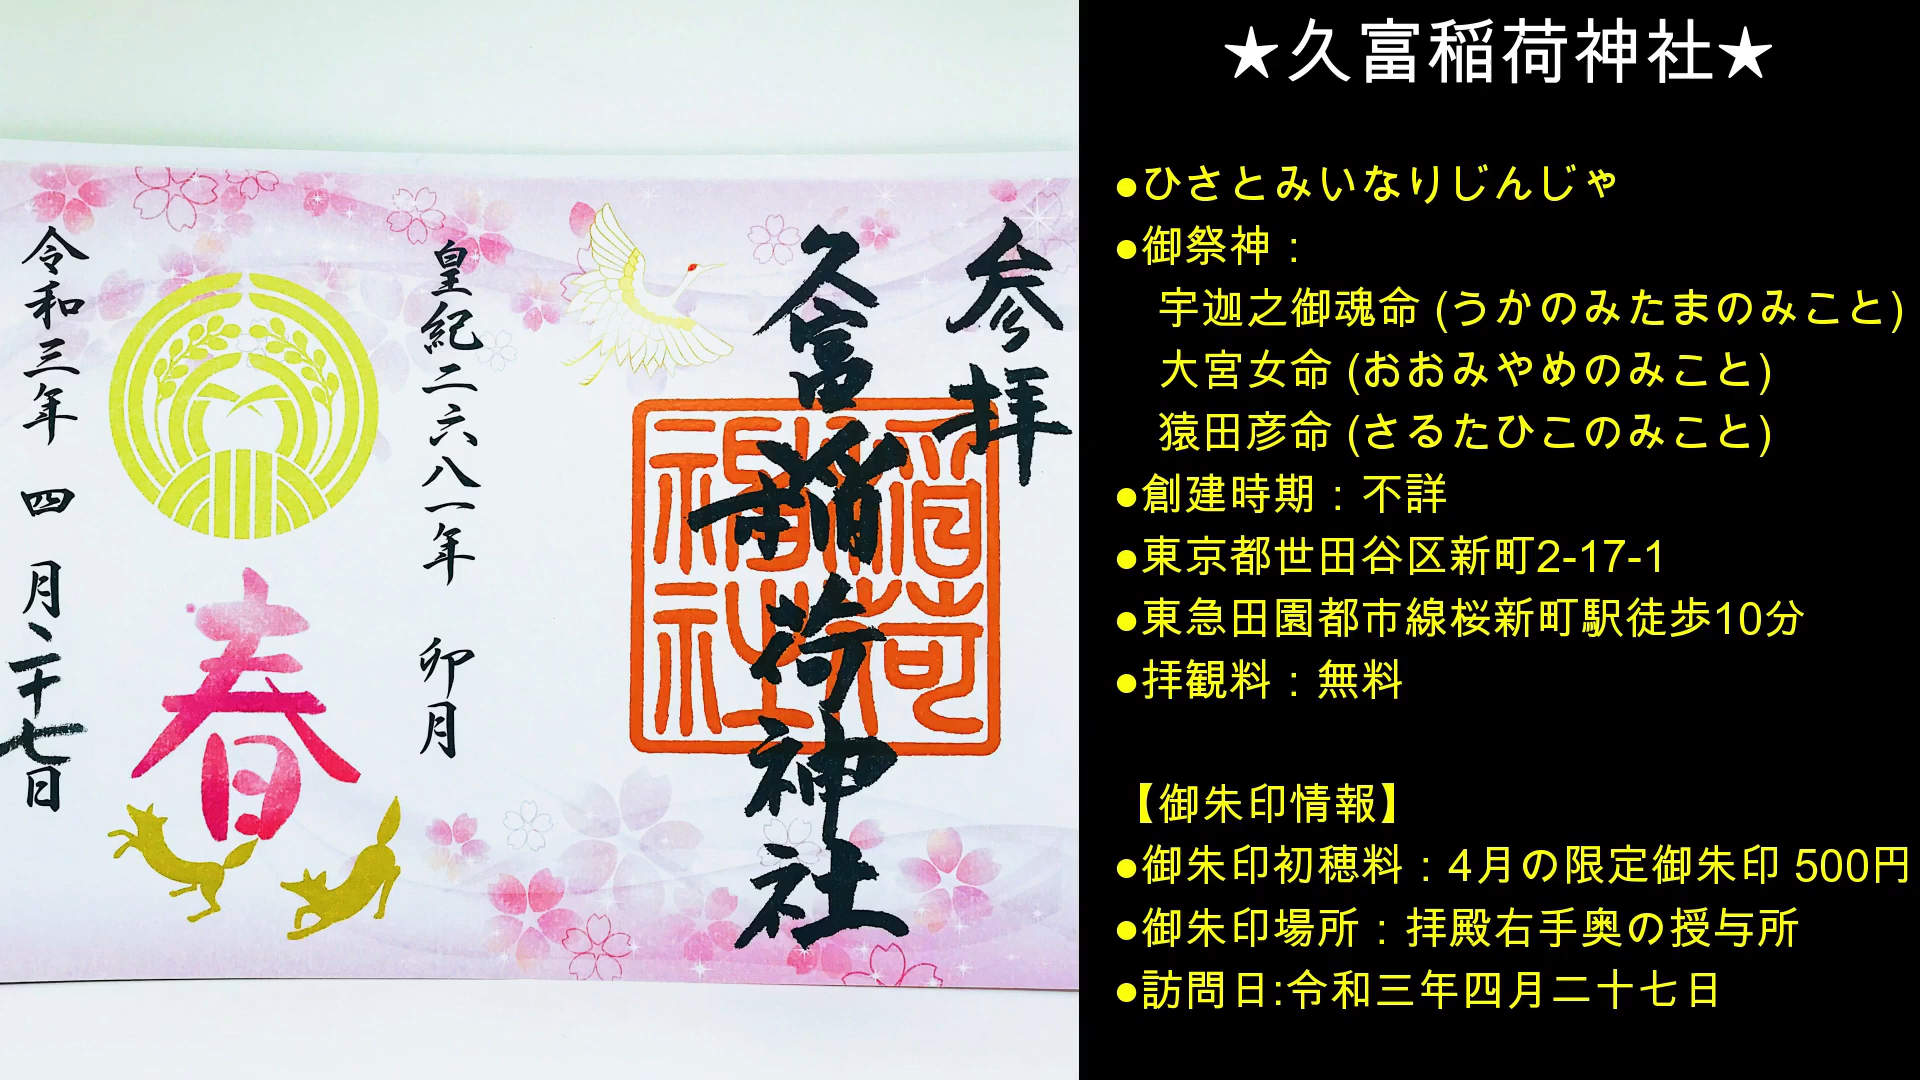 参拝
久富稲荷神社
稲荷
神社
皇紀二六八一年 卯月
春
令和三年 四月二十七日
★久富稲荷神社★
●ひさとみいなりじんじゃ
●御祭神：
宇迦之御魂命 (うかのみたまのみこと)
大宮女命 (おおみやめのみこと)
猿田彦命 (さるたひこのみこと)
●創建時期：不詳
●東京都世田谷区新町2-17-1
●東急田園都市線桜新町駅徒歩10分
●拝観料：無料
【御朱印情報】
●御朱印初穂料：4月の限定御朱印 500円
●御朱印場所：拝殿右手奥の授与所
●訪問日:令和三年四月二十七日